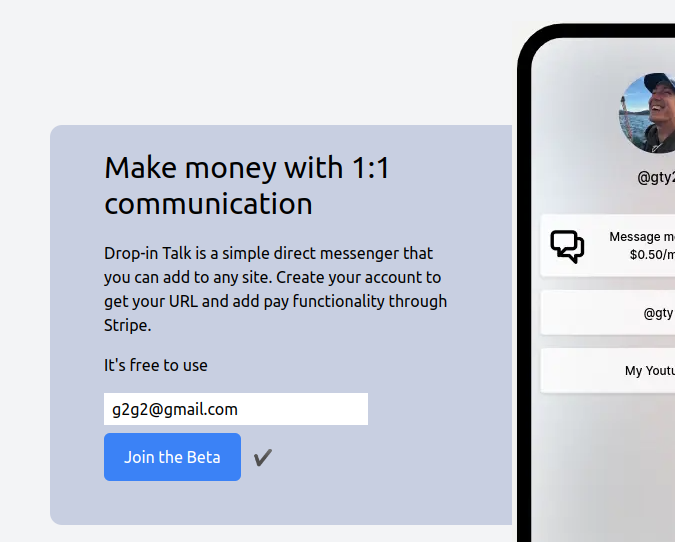 Make money with 1:1
communication
Drop-in Talk is a simple direct messenger that
you can add to any site. Create your account to
get your URL and add pay functionality through
Stripe.
It's free to use
g2g2@gmail.com
Join the Beta ✔
@gty2
Message m
$0.50/m
@gty
My Youtu